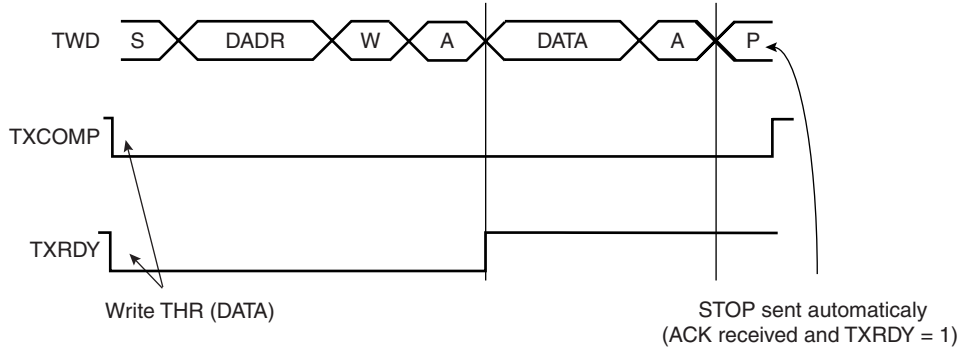 TWD S DADR W A DATA A P
TXCOMP
TXRDY
Write THR (DATA)
STOP sent automaticaly
(ACK received and TXRDY = 1)